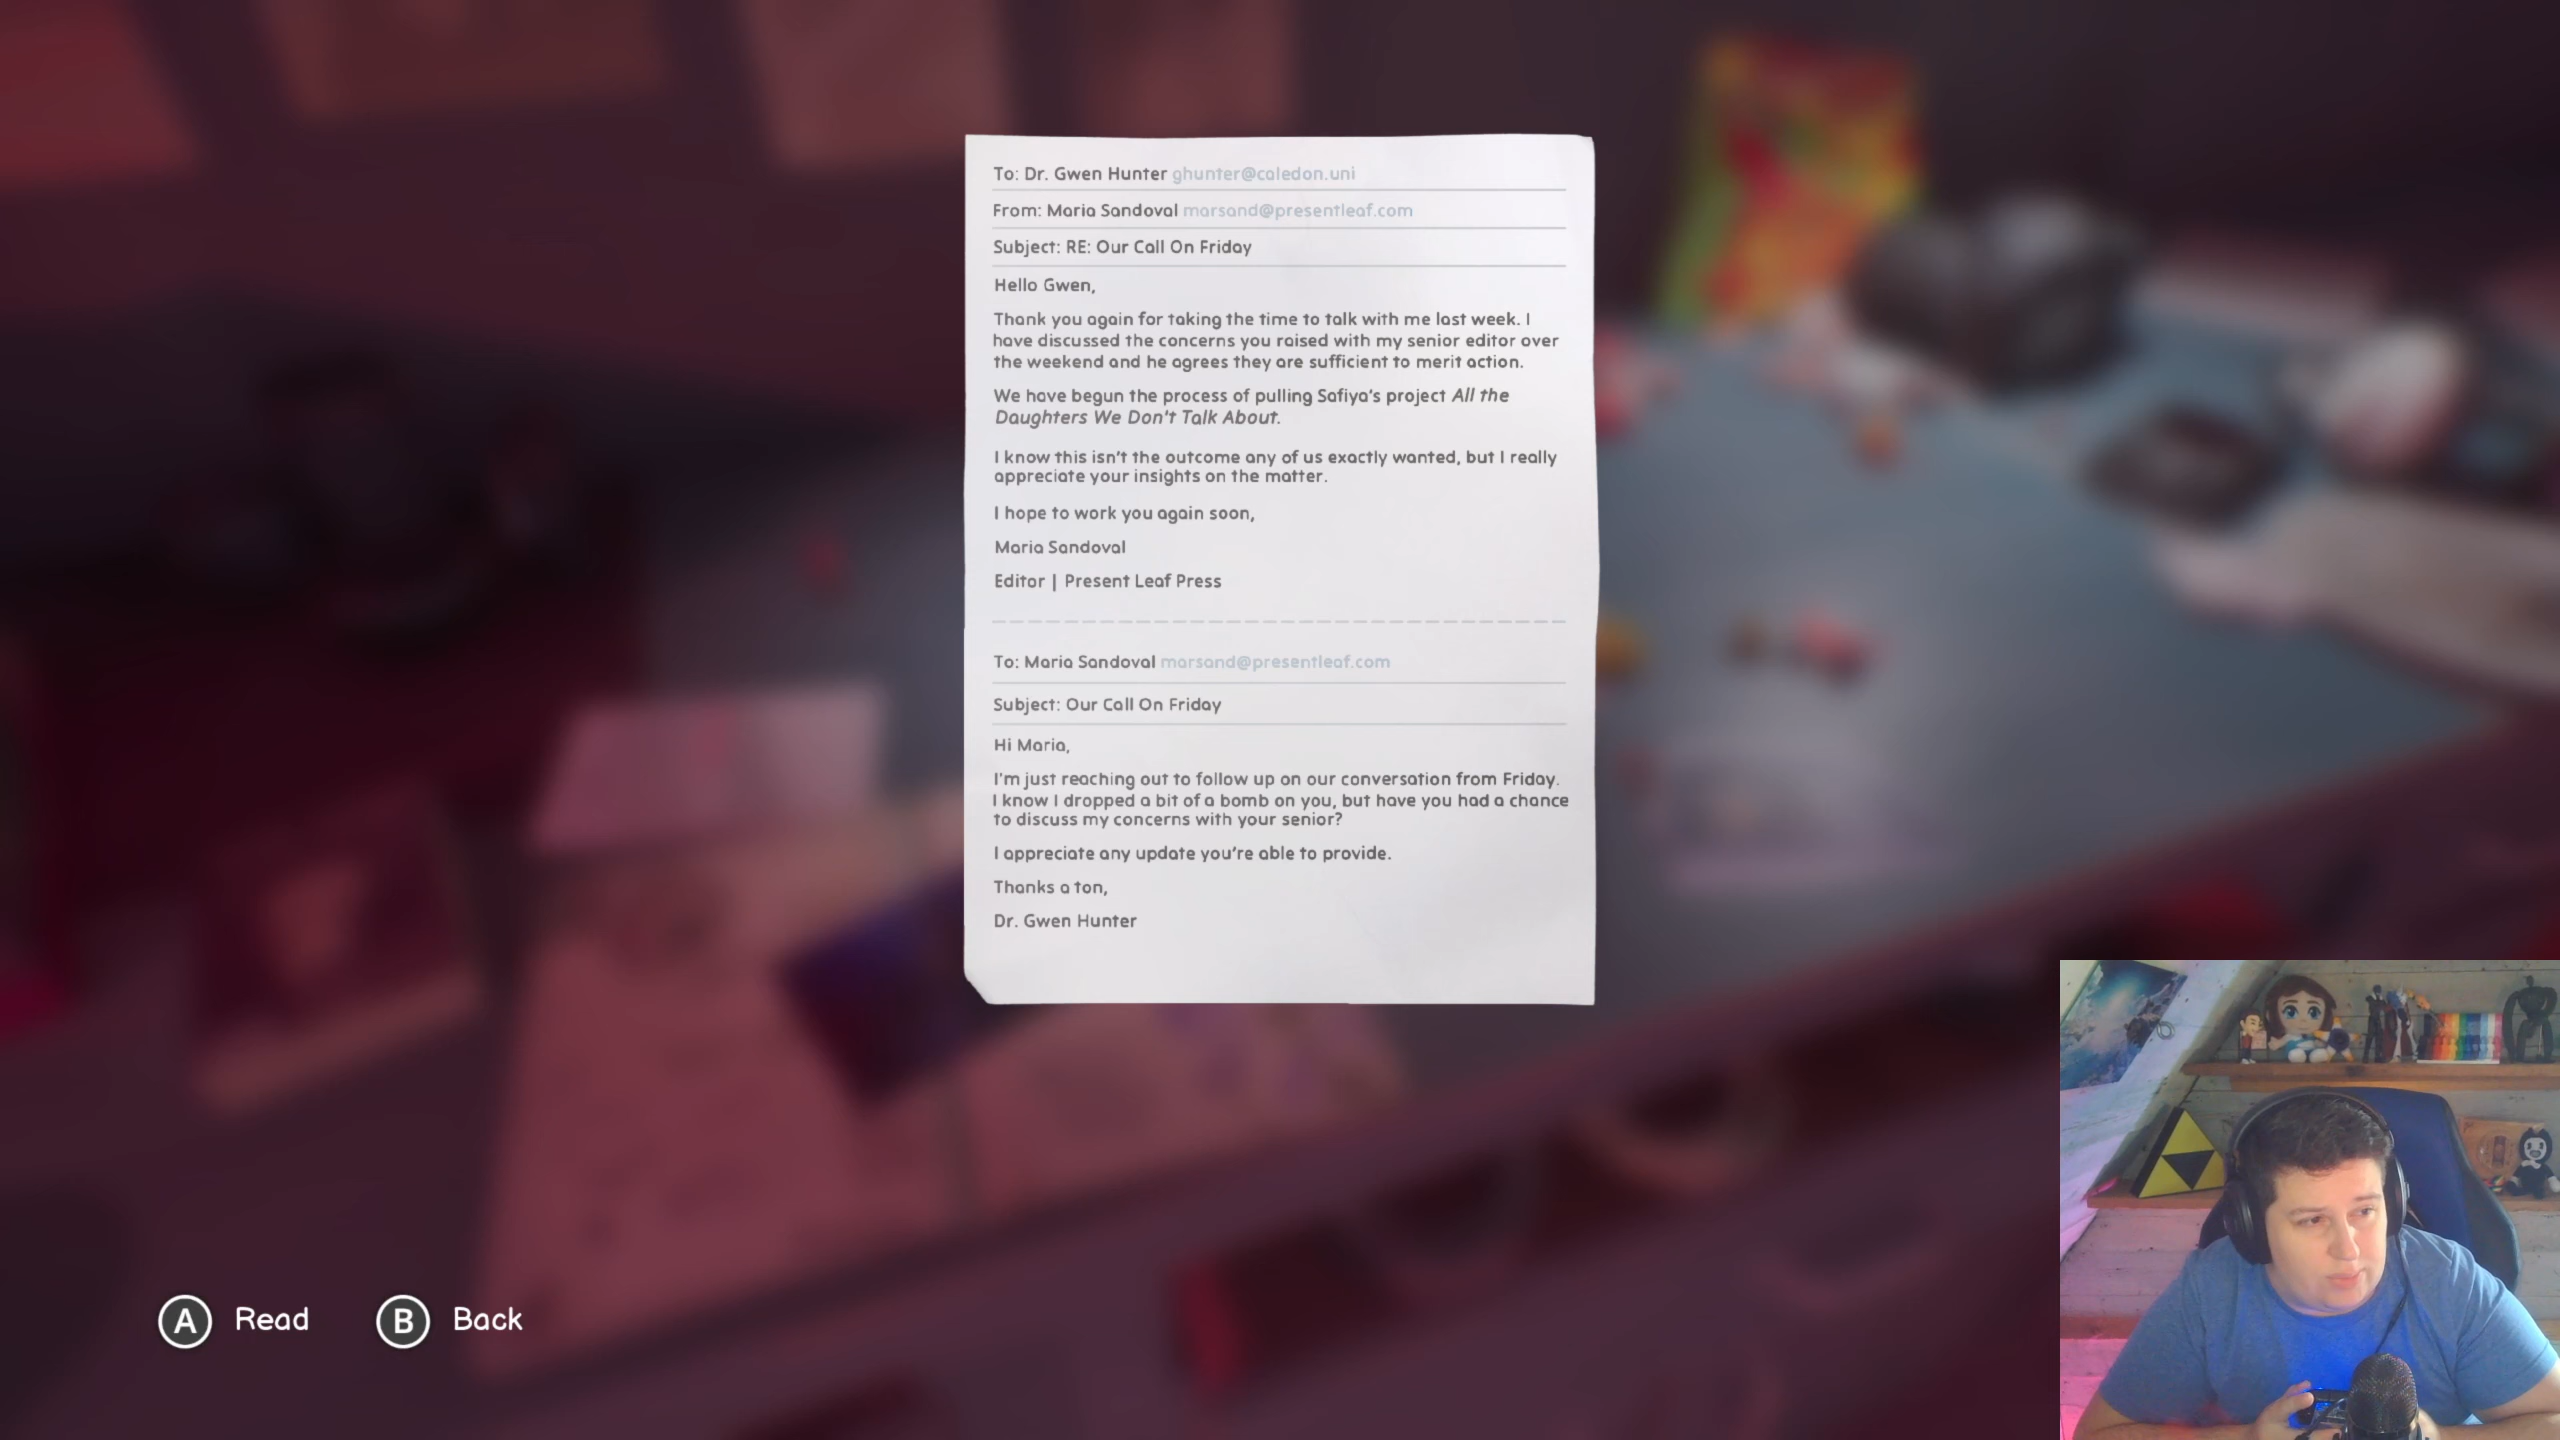 To: Dr. Gwen Hunter ghunter@caledon.uni
From: Maria Sandoval marsand@presentleaf.com
Subject: RE: Our Call On Friday
Hello Gwen,
Thank you again for taking the time to talk with me last week. I
have discussed the concerns you raised with my senior editor over
the weekend and he agrees they are sufficient to merit action.
We have begun the process of pulling Safiya's project All the
Daughters We Don't Talk About.
I know this isn't the outcome any of us exactly wanted, but I really
appreciate your insights on the matter.
I hope to work you again soon,
Maria Sandoval
Editor | Present Leaf Press
To: Maria Sandoval marsand@presentleaf.com
Subject: Our Call On Friday
Hi Maria,
I'm just reaching out to follow up on our conversation from Friday.
I know I dropped a bit of a bomb on you, but have you had a chance
to discuss my concerns with your senior?
I appreciate any update you're able to provide.
Thanks a ton,
Dr. Gwen Hunter
A Read B Back